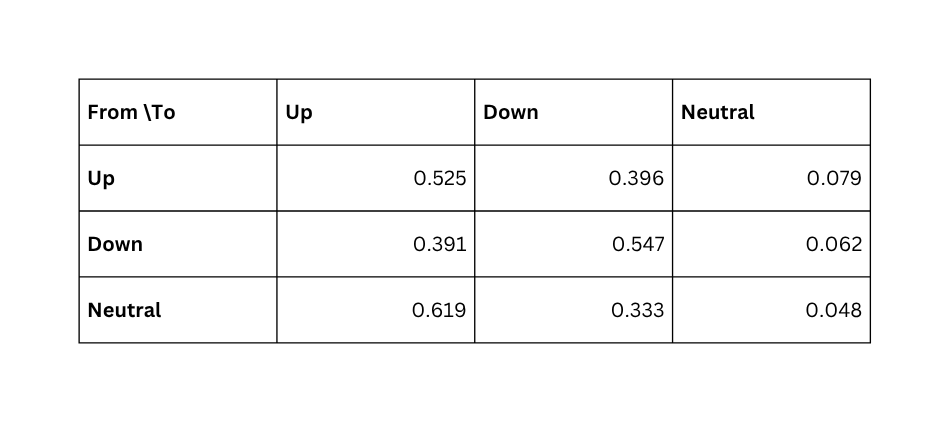 From \To Up Down Neutral
Up 0.525 0.396 0.079
Down 0.391 0.547 0.062
Neutral 0.619 0.333 0.048